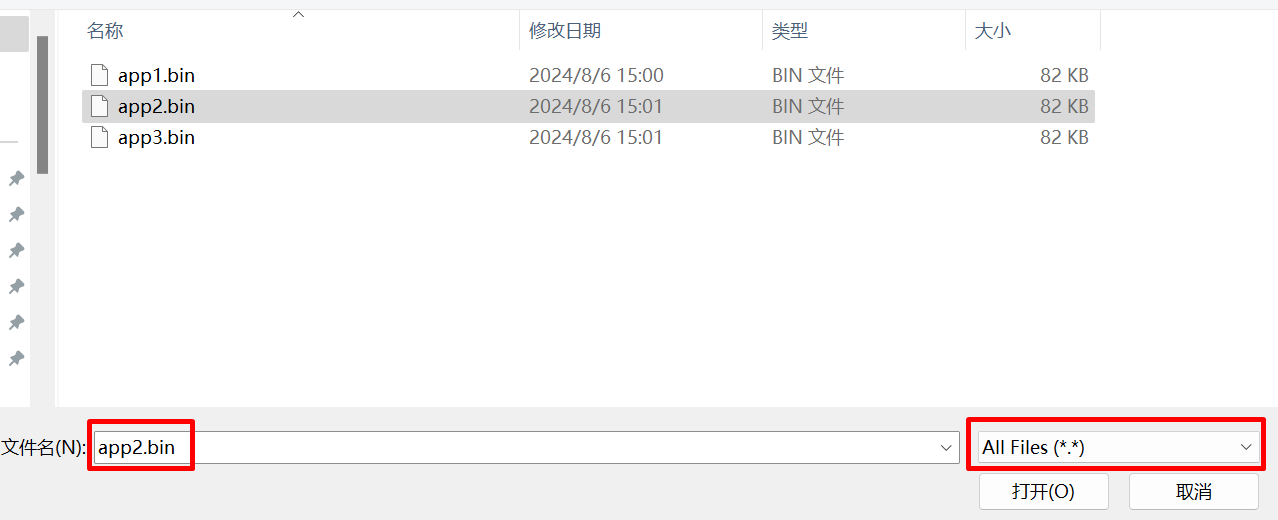 名称 修改日期 类型 大小
app1.bin 2024/8/6 15:00 BIN 文件 82 KB
app2.bin 2024/8/6 15:01 BIN 文件 82 KB
app3.bin 2024/8/6 15:01 BIN 文件 82 KB
文件名(N): app2.bin All Files (*.*)
打开(O) 取消